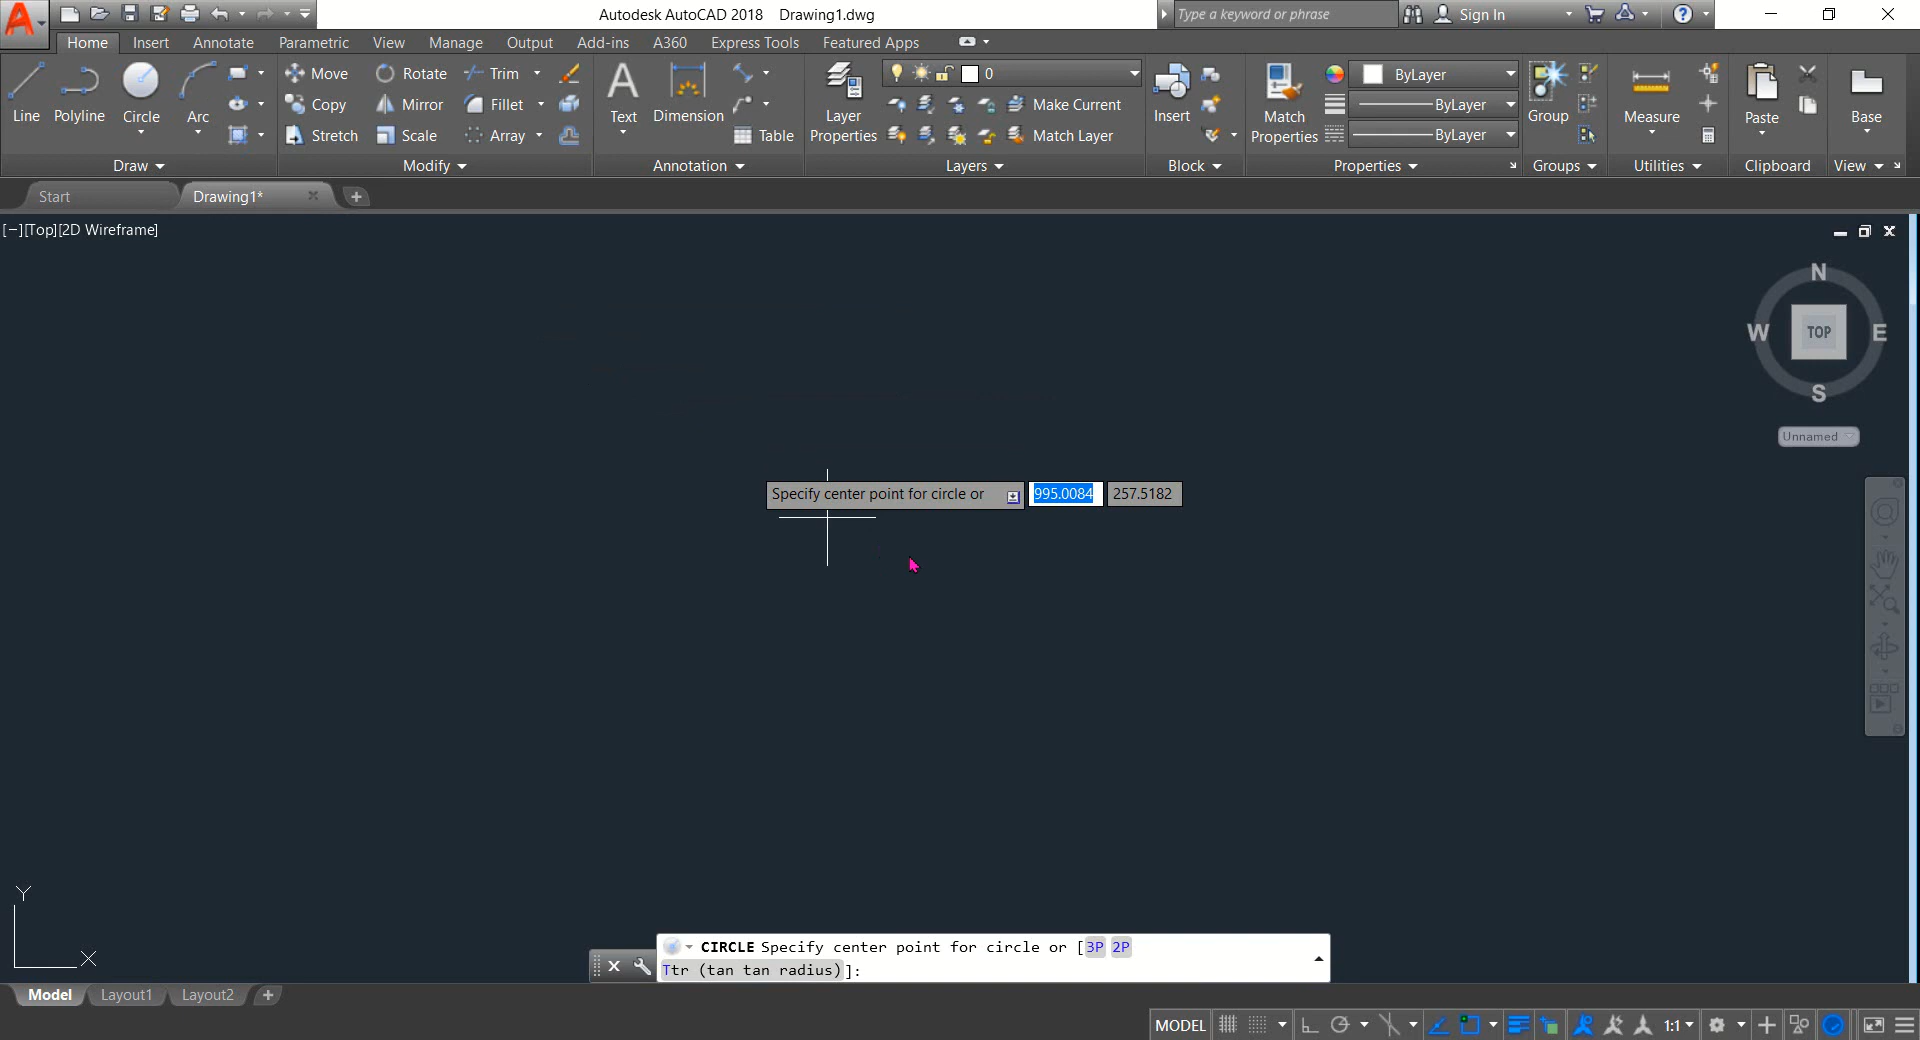 Autodesk AutoCAD 2018 Drawing1.dwg
Type a keyword or phrase
Sign In
Home Insert Annotate Parametric View Manage Output Add-ins A360 Express Tools Featured Apps
Line Polyline Circle Arc
Move Rotate Trim
Copy Mirror Fillet
Stretch Scale Array
Text Dimension Table
Layer Properties
0
Make Current
Match Layer
Insert
Match Properties
ByLayer
ByLayer
ByLayer
Group
Measure
Paste
Base
Draw Modify Annotation Layers Block Properties Groups Utilities Clipboard View
Start Drawing1*
[−][Top][2D Wireframe]
N
W TOP E
S
Unnamed
Specify center point for circle or 995.0084 257.5182
Y
X
CIRCLE Specify center point for circle or [3P 2P
Ttr (tan tan radius)]:
Model Layout1 Layout2
MODEL 1:1